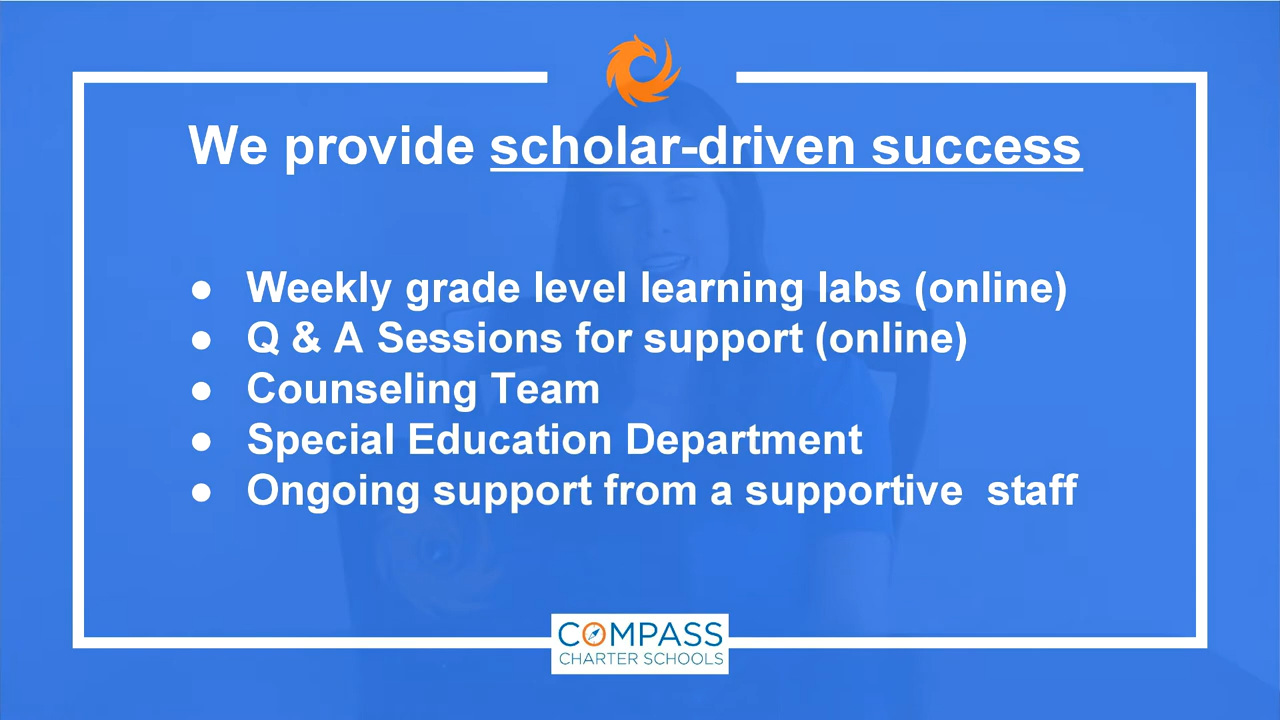 We provide scholar-driven success
● Weekly grade level learning labs (online)
● Q & A Sessions for support (online)
● Counseling Team
● Special Education Department
● Ongoing support from a supportive  staff
COMPASS
CHARTER SCHOOLS